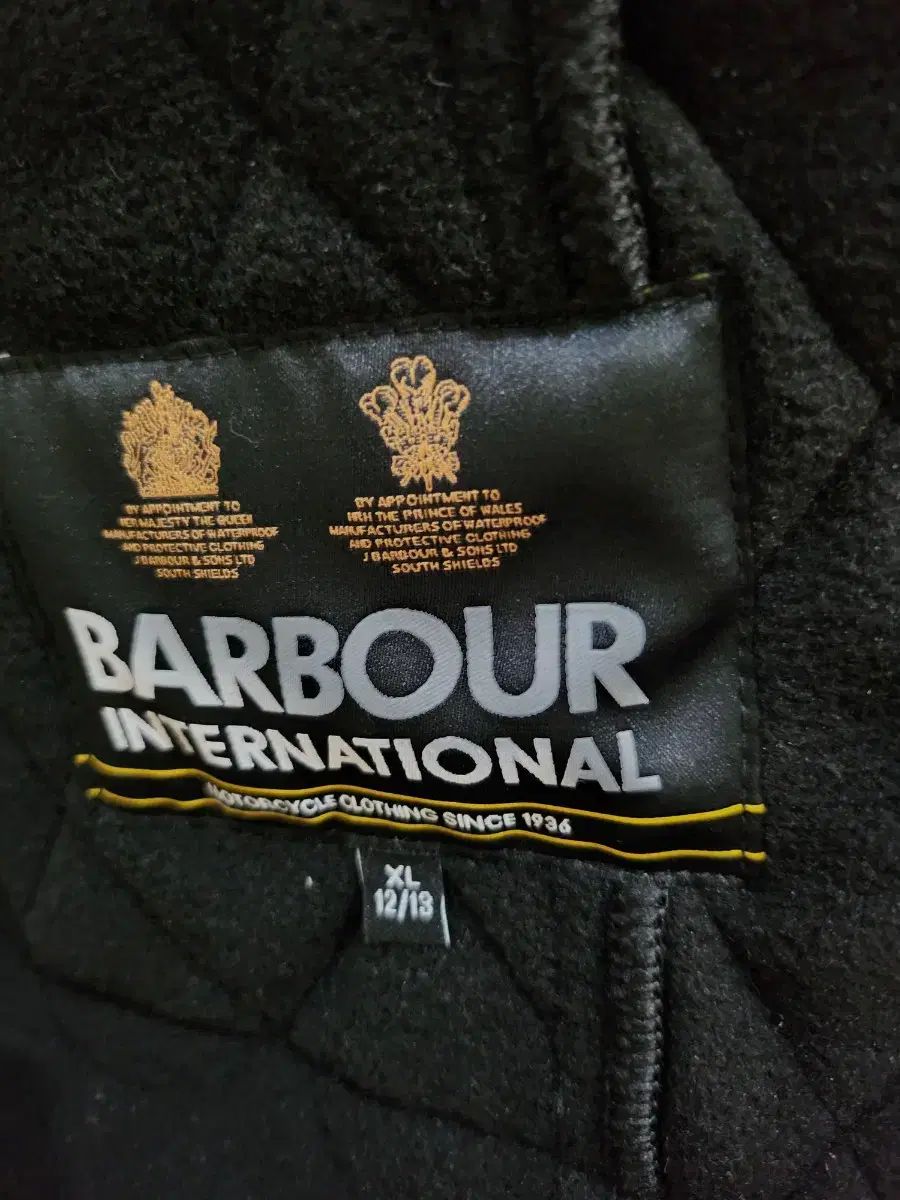 BY APPOINTMENT TO
HER MAJESTY THE QUEEN
MANUFACTURERS OF WATERPROOF
AND PROTECTIVE CLOTHING
J BARBOUR & SONS LTD
SOUTH SHIELDS
BY APPOINTMENT TO
HRH THE PRINCE OF WALES
MANUFACTURERS OF WATERPROOF
AND PROTECTIVE CLOTHING
J BARBOUR & SONS LTD
SOUTH SHIELDS
BARBOUR
INTERNATIONAL
MOTORCYCLE CLOTHING SINCE 1936
XL
12/13